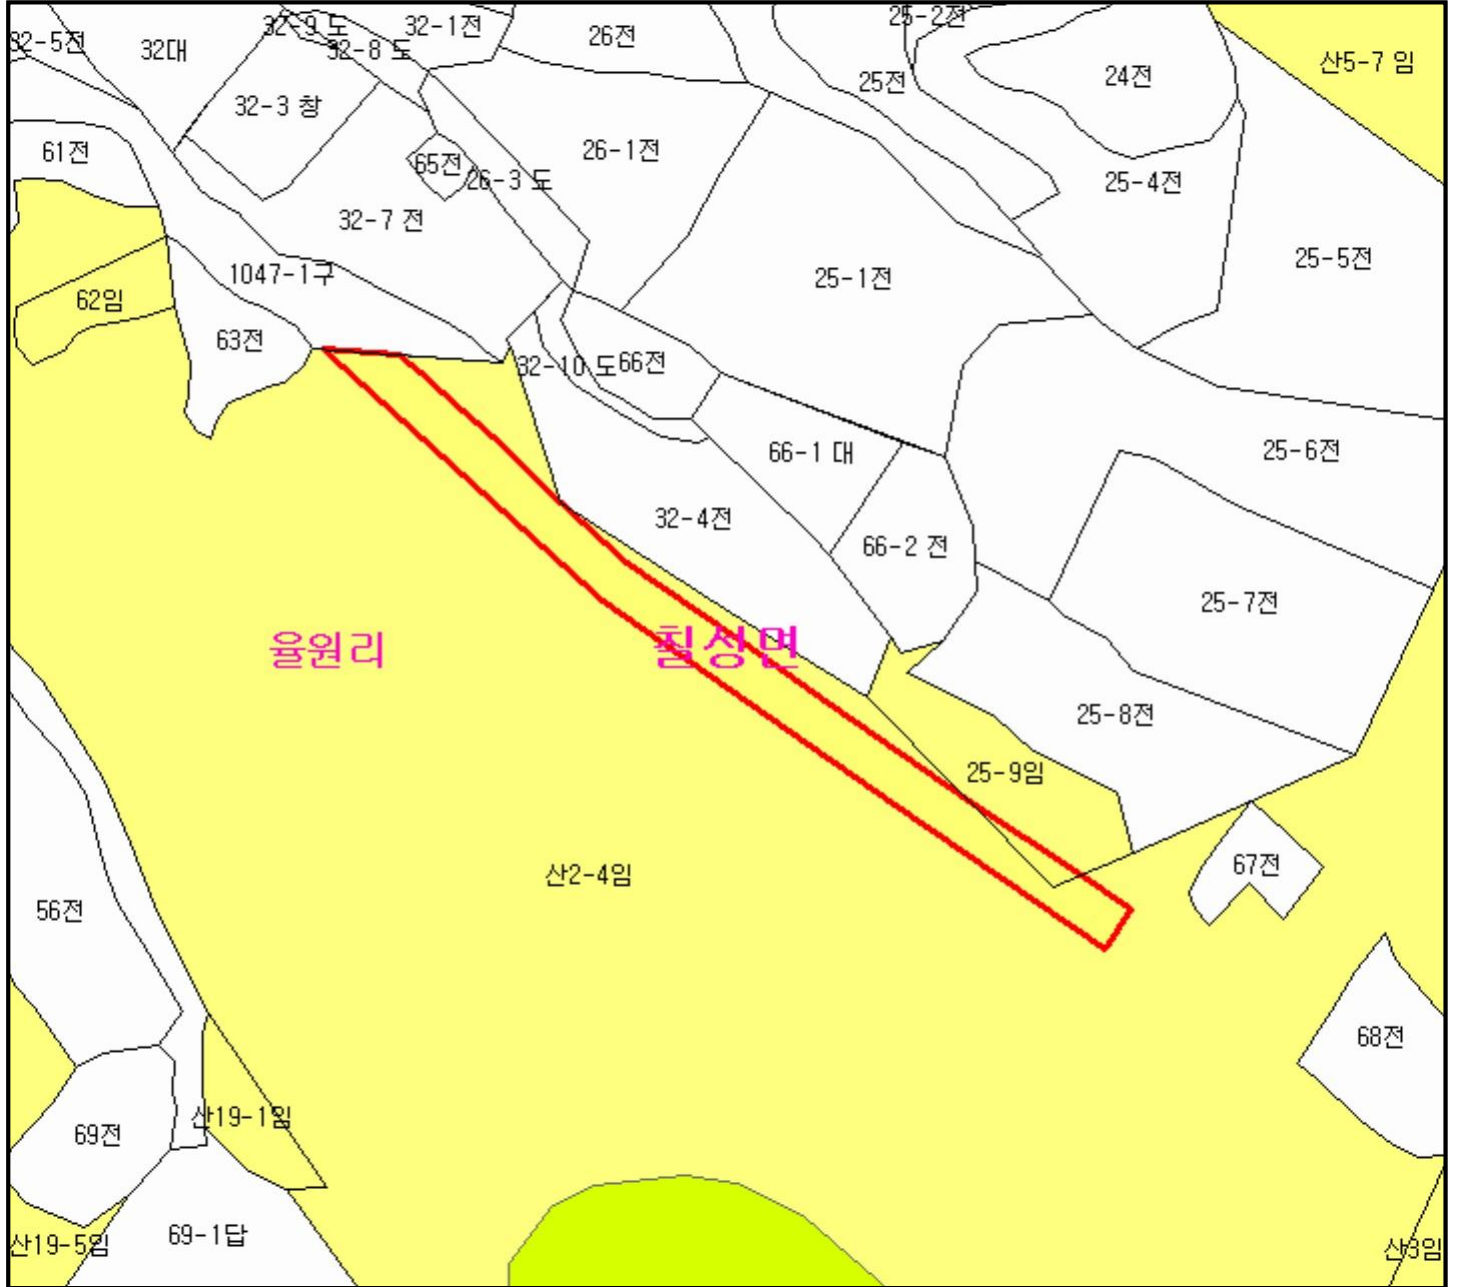 32-9 도
32-1전
25-2전
32-5전
32대
32-8 도
26전
산5-7 임
25전
24전
32-3 창
61전
65전
26-3 도
26-1전
25-4전
32-7 전
25-5전
1047-1구
25-1전
62임
63전
32-10 도
66전
66-1 대
25-6전
32-4전
66-2 전
25-7전
율원리
칠성면
25-8전
25-9임
67전
산2-4임
56전
68전
산19-1임
69전
69-1답
산19-5임
산3임